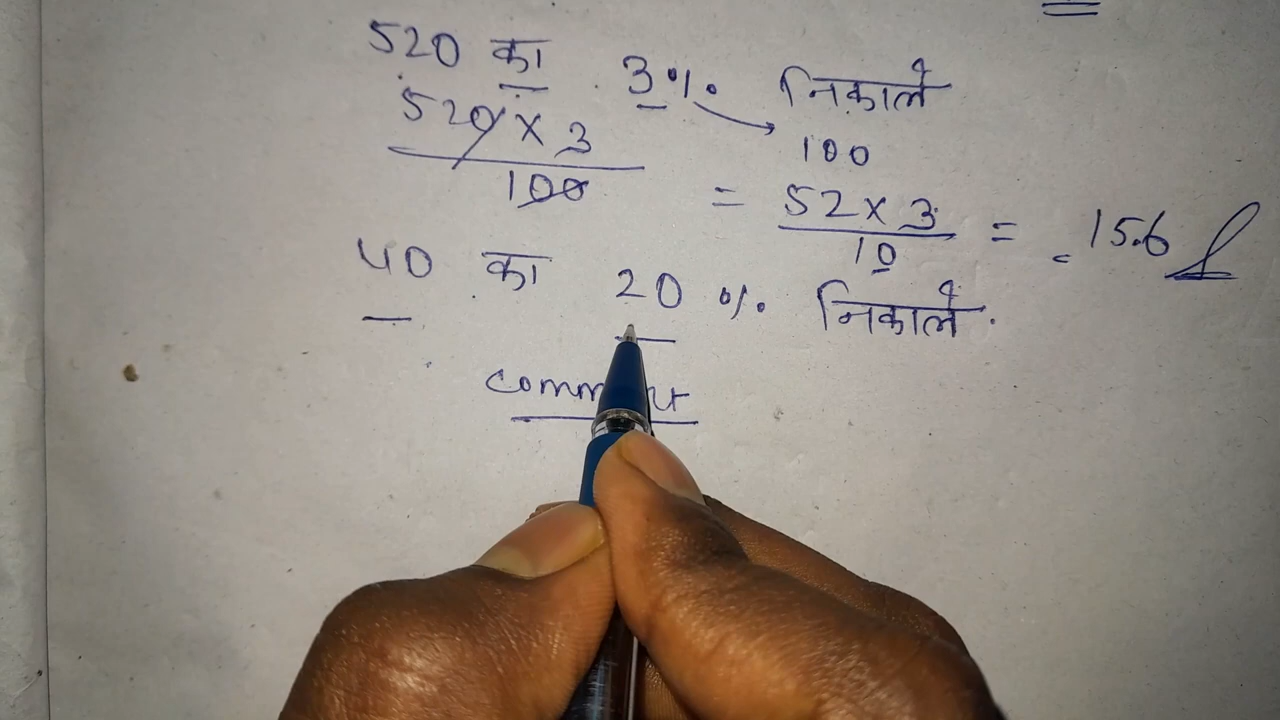 520 का 3% निकाले
520 x 3 100
100 = 52 x 3 = 15.6
10
40 का 20 % निकाले.